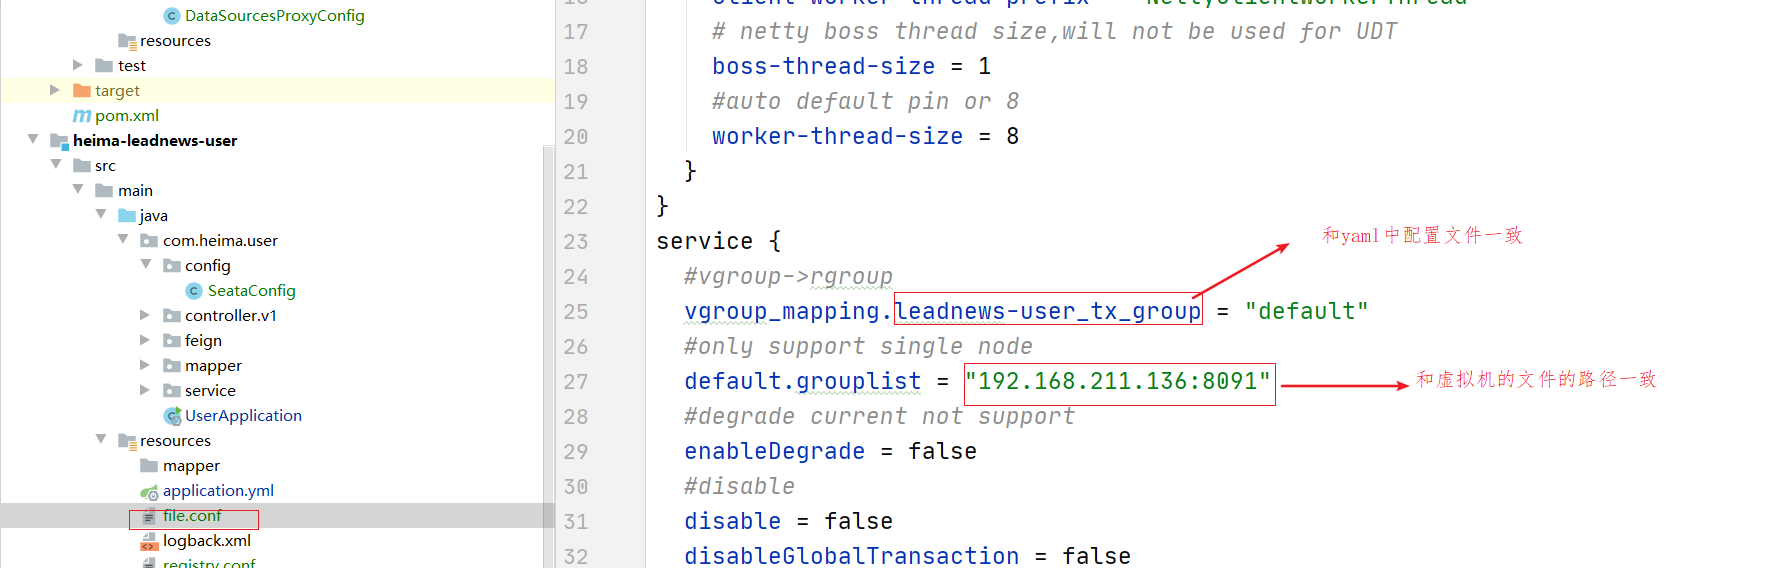 DataSourcesProxyConfig
resources
test
target
pom.xml
heima-leadnews-user
src
main
java
com.heima.user
config
SeataConfig
controller.v1
feign
mapper
service
UserApplication
resources
mapper
application.yml
file.conf
logback.xml
registry.conf
17 # netty boss thread size,will not be used for UDT
18 boss-thread-size = 1
19 #auto default pin or 8
20 worker-thread-size = 8
21 }
22 }
23 service {
24 #vgroup->rgroup
25 vgroup_mapping.leadnews-user_tx_group = "default"
26 #only support single node
27 default.grouplist = "192.168.211.136:8091"
28 #degrade current not support
29 enableDegrade = false
30 #disable
31 disable = false
32 disableGlobalTransaction = false
和yaml中配置文件一致
和虚拟机的文件的路径一致